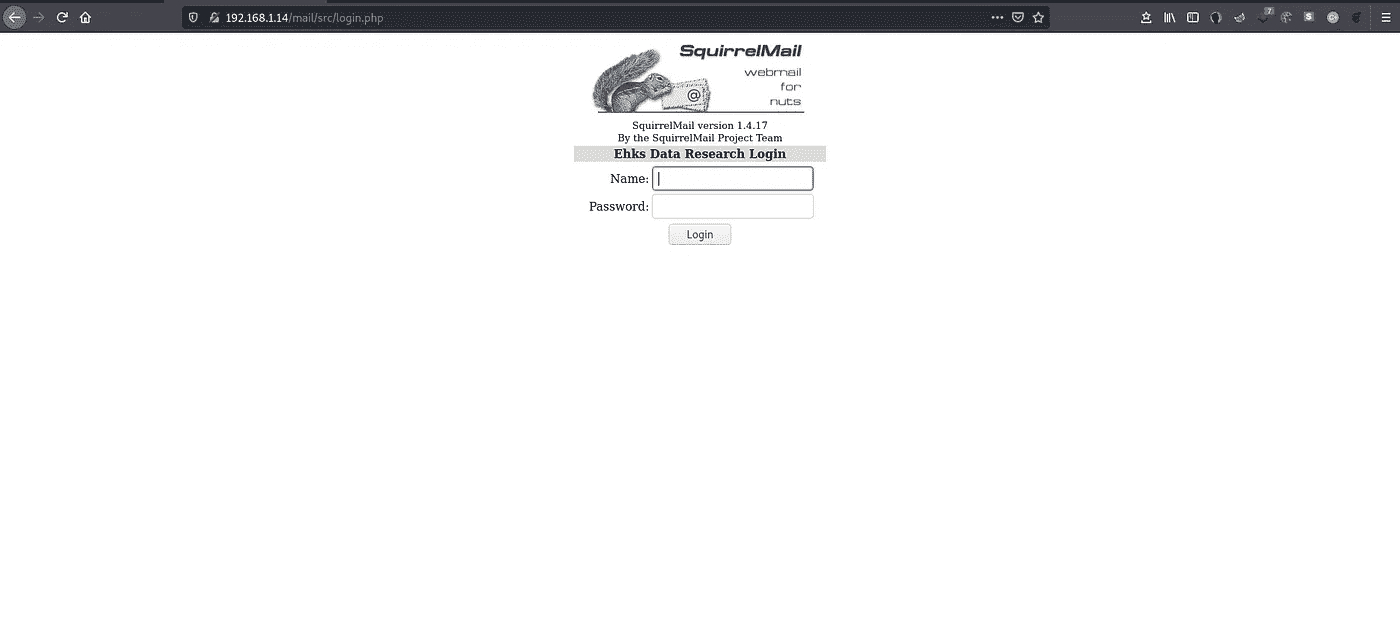 192.168.1.14/mail/src/login.php
7
S
SquirrelMail
webmail
for
nuts
@
SquirrelMail version 1.4.17
By the SquirrelMail Project Team
Ehks Data Research Login
Name:
Password:
Login